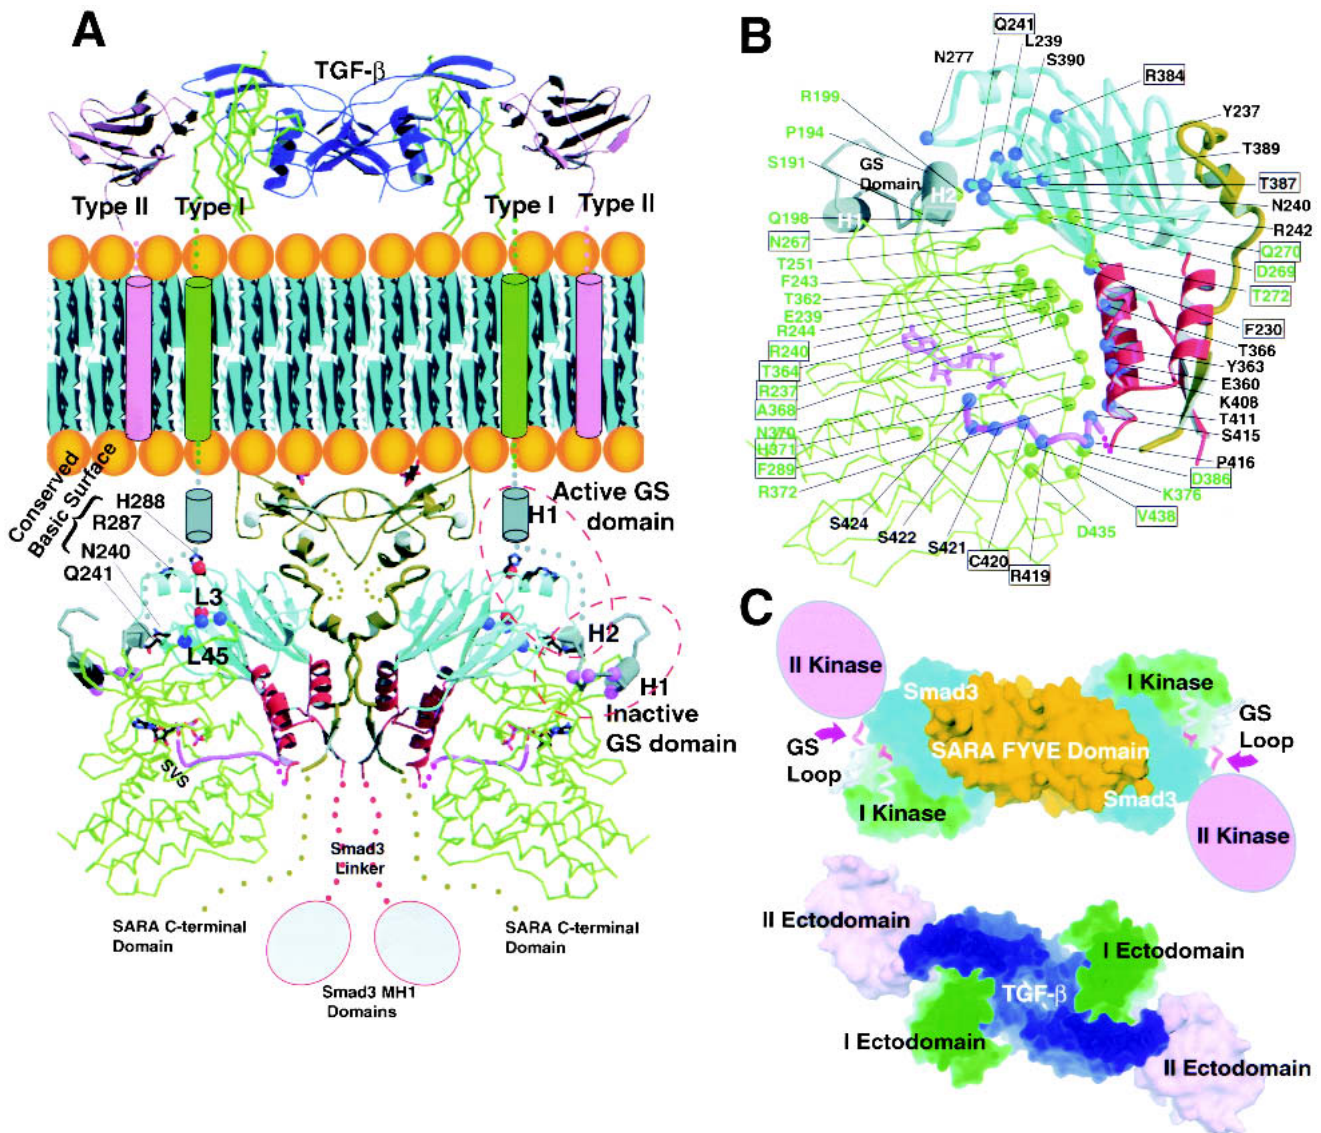 A
TGF-β
Type II
Type I
Type I
Type II
Conserved
Basic Surface
H288
R287
N240
Q241
L3
L45
SVS
Active GS
domain
H1
H2
H1
Inactive
GS domain
Smad3
Linker
SARA C-terminal
Domain
SARA C-terminal
Domain
Smad3 MH1
Domains
B
Q241
L239
S390
N277
R384
R199
P194
S191
GS
Domain
H2
H1
Y237
T389
T387
N240
R242
Q198
N267
T251
F243
T362
E239
R244
R240
T364
R237
A368
N370
H371
F289
R372
Q270
D269
T272
F230
T366
Y363
E360
K408
T411
S415
P416
D386
K376
V438
D435
S424
S422
S421
C420
R419
C
II Kinase
Smad3
I Kinase
GS
Loop
SARA FYVE Domain
GS
Loop
I Kinase
Smad3
II Kinase
II Ectodomain
I Ectodomain
TGF-β
I Ectodomain
II Ectodomain